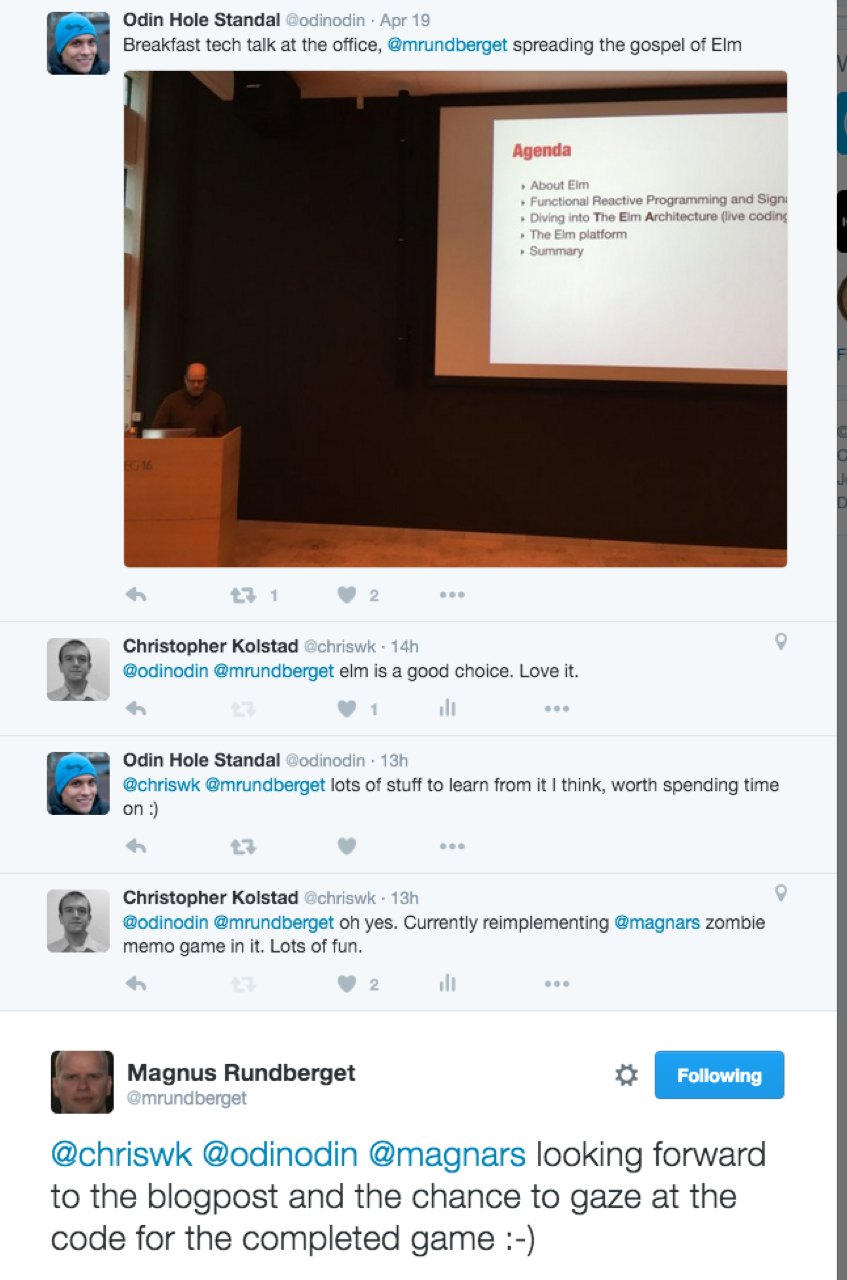 Odin Hole Standal @odinodin · Apr 19
Breakfast tech talk at the office, @mrundberget spreading the gospel of Elm
Agenda
About Elm
Functional Reactive Programming and
Diving into The Elm Architecture (live coding
The Elm platform
Summary
1 2
Christopher Kolstad @chriswk · 14h
@odinodin @mrundberget elm is a good choice. Love it.
1
Odin Hole Standal @odinodin · 13h
@chriswk @mrundberget lots of stuff to learn from it I think, worth spending time
on :)
Christopher Kolstad @chriswk · 13h
@odinodin @mrundberget oh yes. Currently reimplementing @magnars zombie
memo game in it. Lots of fun.
2
Magnus Rundberget
Following
@mrundberget
@chriswk @odinodin @magnars looking forward
to the blogpost and the chance to gaze at the
code for the completed game :-)